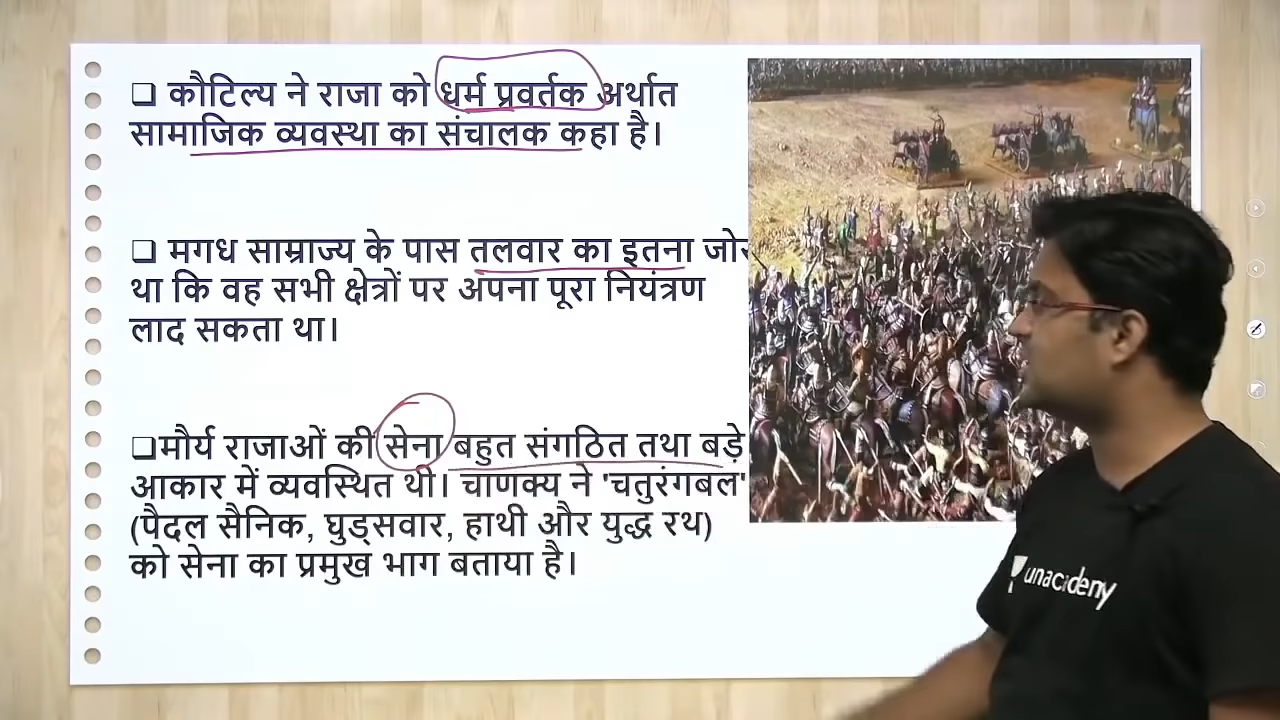 ❑ कौटिल्य ने राजा को धर्म प्रवर्तक अर्थात
सामाजिक व्यवस्था का संचालक कहा है।
❑ मगध साम्राज्य के पास तलवार का इतना जोर
था कि वह सभी क्षेत्रों पर अपना पूरा नियंत्रण
लाद सकता था।
❑मौर्य राजाओं की सेना बहुत संगठित तथा बड़े
आकार में व्यवस्थित थी। चाणक्य ने 'चतुरंगबल'
(पैदल सैनिक, घुड़सवार, हाथी और युद्ध रथ)
को सेना का प्रमुख भाग बताया है।
unacademy